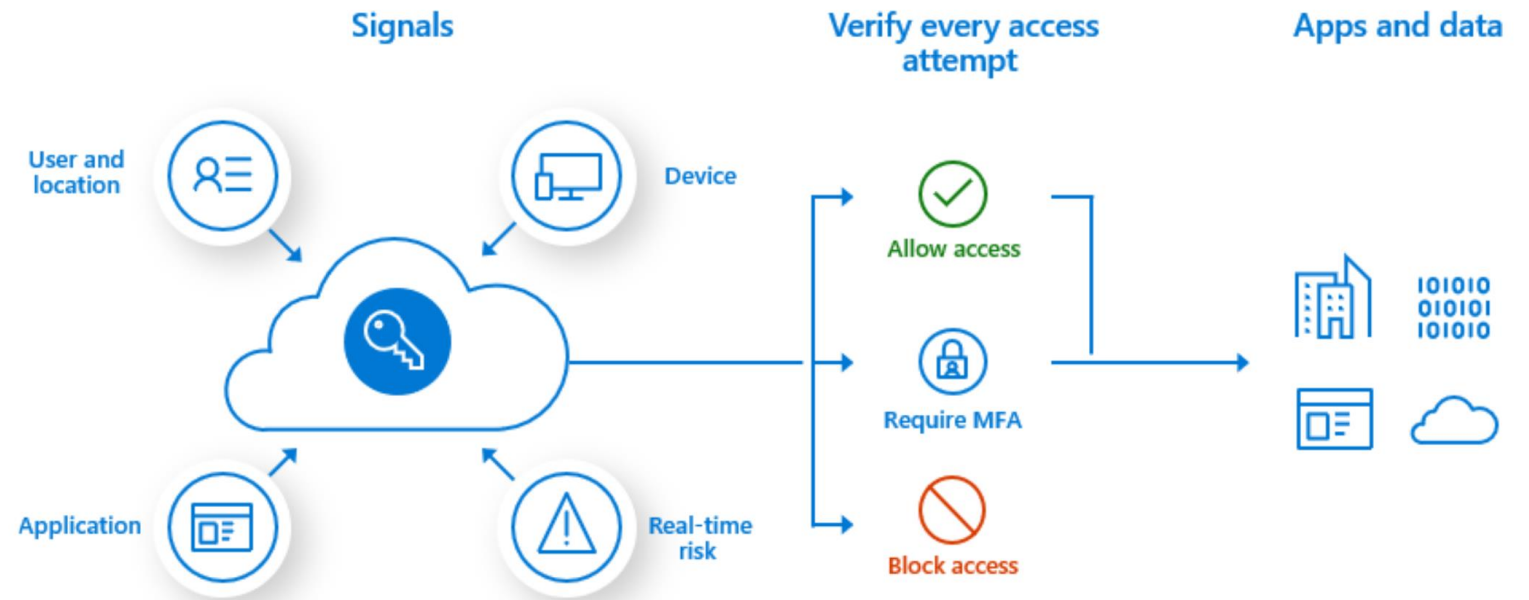 Signals
Verify every access
attempt
Apps and data
User and
location
Device
Allow access
101010
010101
101010
Require MFA
Application
Real-time
risk
Block access